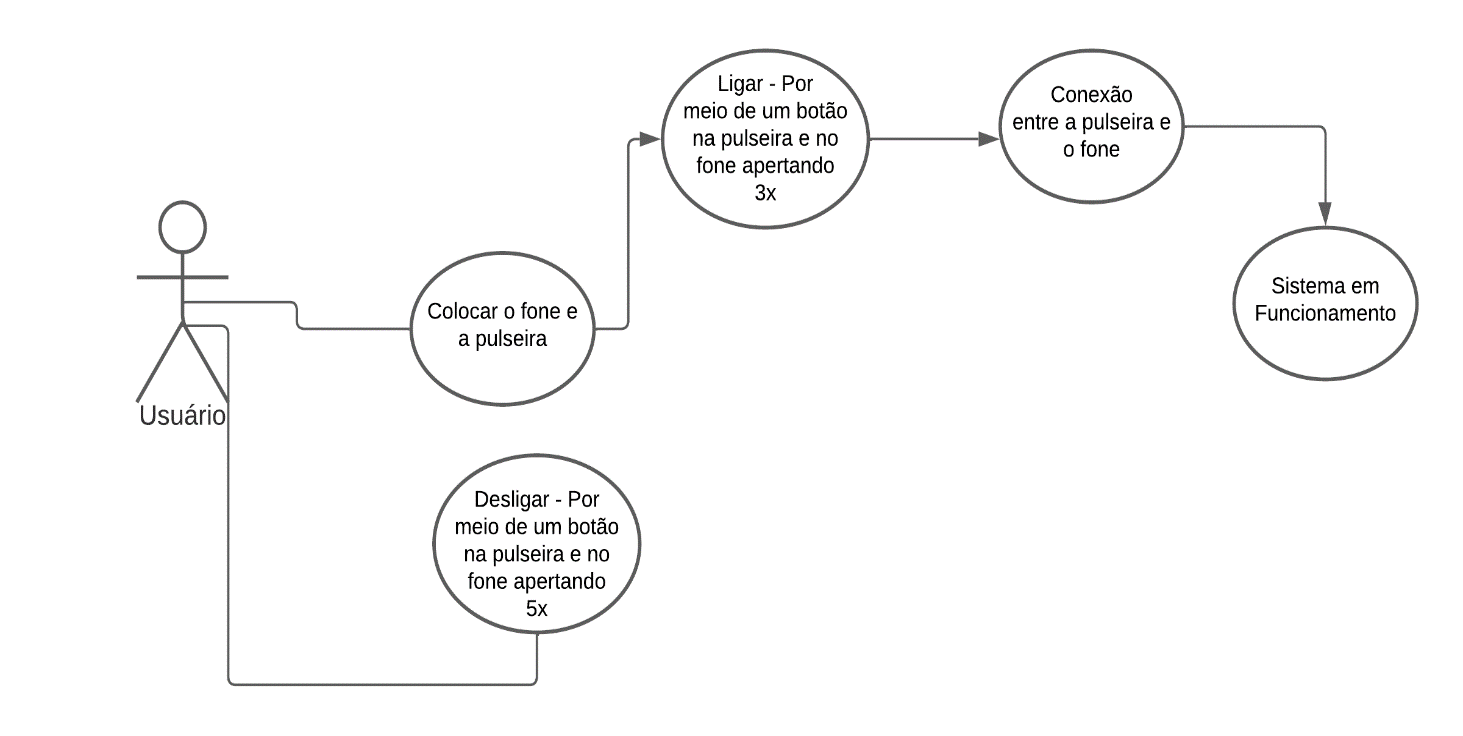 Ligar - Por
meio de um botão
na pulseira e no
fone apertando
3x
Conexão
entre a pulseira e
o fone
Sistema em
Funcionamento
Colocar o fone e
a pulseira
Usuário
Desligar - Por
meio de um botão
na pulseira e no
fone apertando
5x